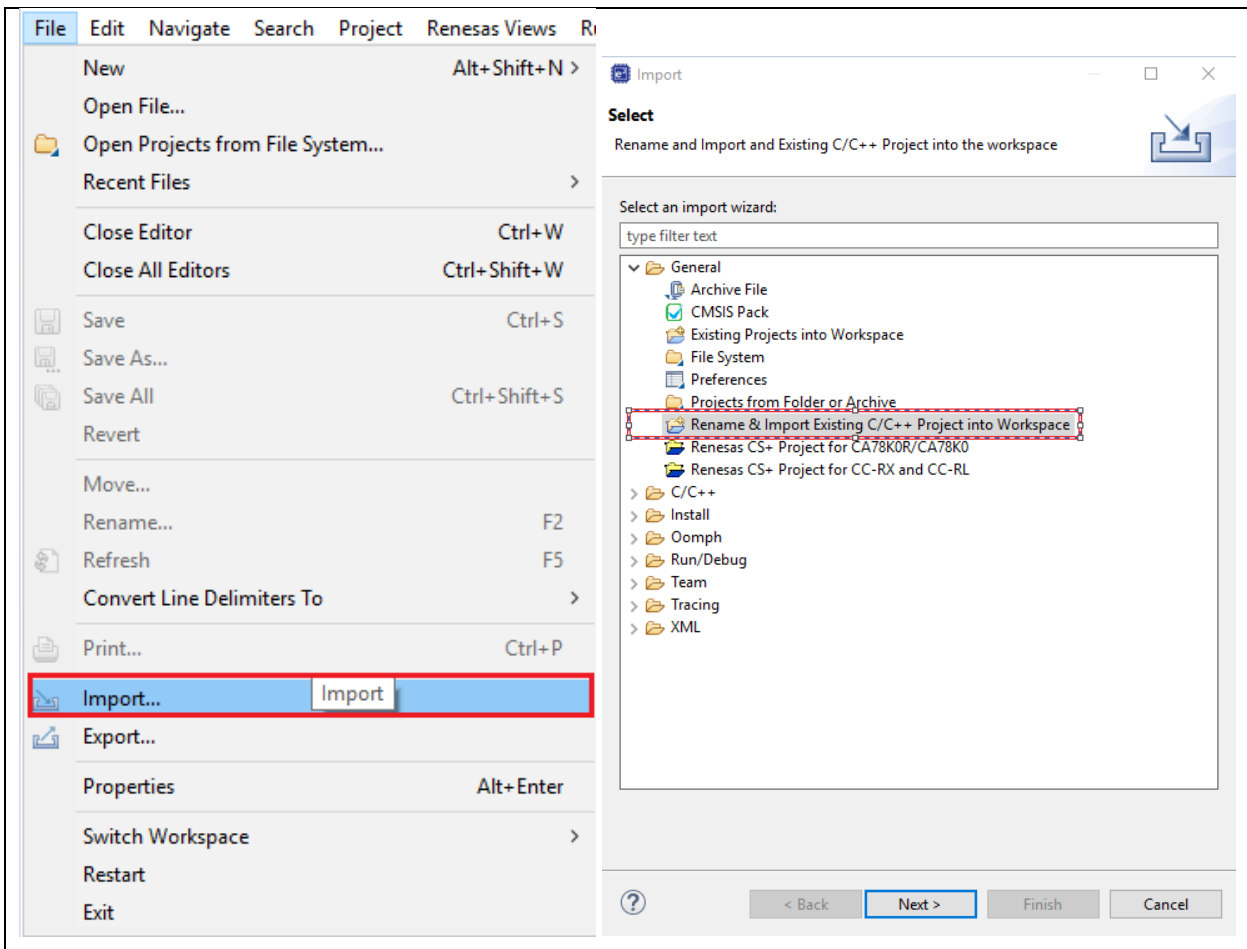 File Edit Navigate Search Project Renesas Views
New Alt+Shift+N >
Open File...
Open Projects from File System...
Recent Files >
Close Editor Ctrl+W
Close All Editors Ctrl+Shift+W
Save Ctrl+S
Save As...
Save All Ctrl+Shift+S
Revert
Move...
Rename... F2
Refresh F5
Convert Line Delimiters To >
Print... Ctrl+P
Import... Import
Export...
Properties Alt+Enter
Switch Workspace >
Restart
Exit
Import
Select
Rename and Import and Existing C/C++ Project into the workspace
Select an import wizard:
type filter text
General
Archive File
CMSIS Pack
Existing Projects into Workspace
File System
Preferences
Projects from Folder or Archive
Rename & Import Existing C/C++ Project into Workspace
Renesas CS+ Project for CA78K0R/CA78K0
Renesas CS+ Project for CC-RX and CC-RL
C/C++
Install
Oomph
Run/Debug
Team
Tracing
XML
? < Back Next > Finish Cancel